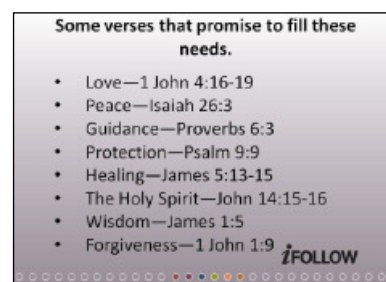 Some verses that promise to fill these
needs.
• Love—1 John 4:16-19
• Peace—Isaiah 26:3
• Guidance—Proverbs 6:3
• Protection—Psalm 9:9
• Healing—James 5:13-15
• The Holy Spirit—John 14:15-16
• Wisdom—James 1:5
• Forgiveness—1 John 1:9
iFOLLOW